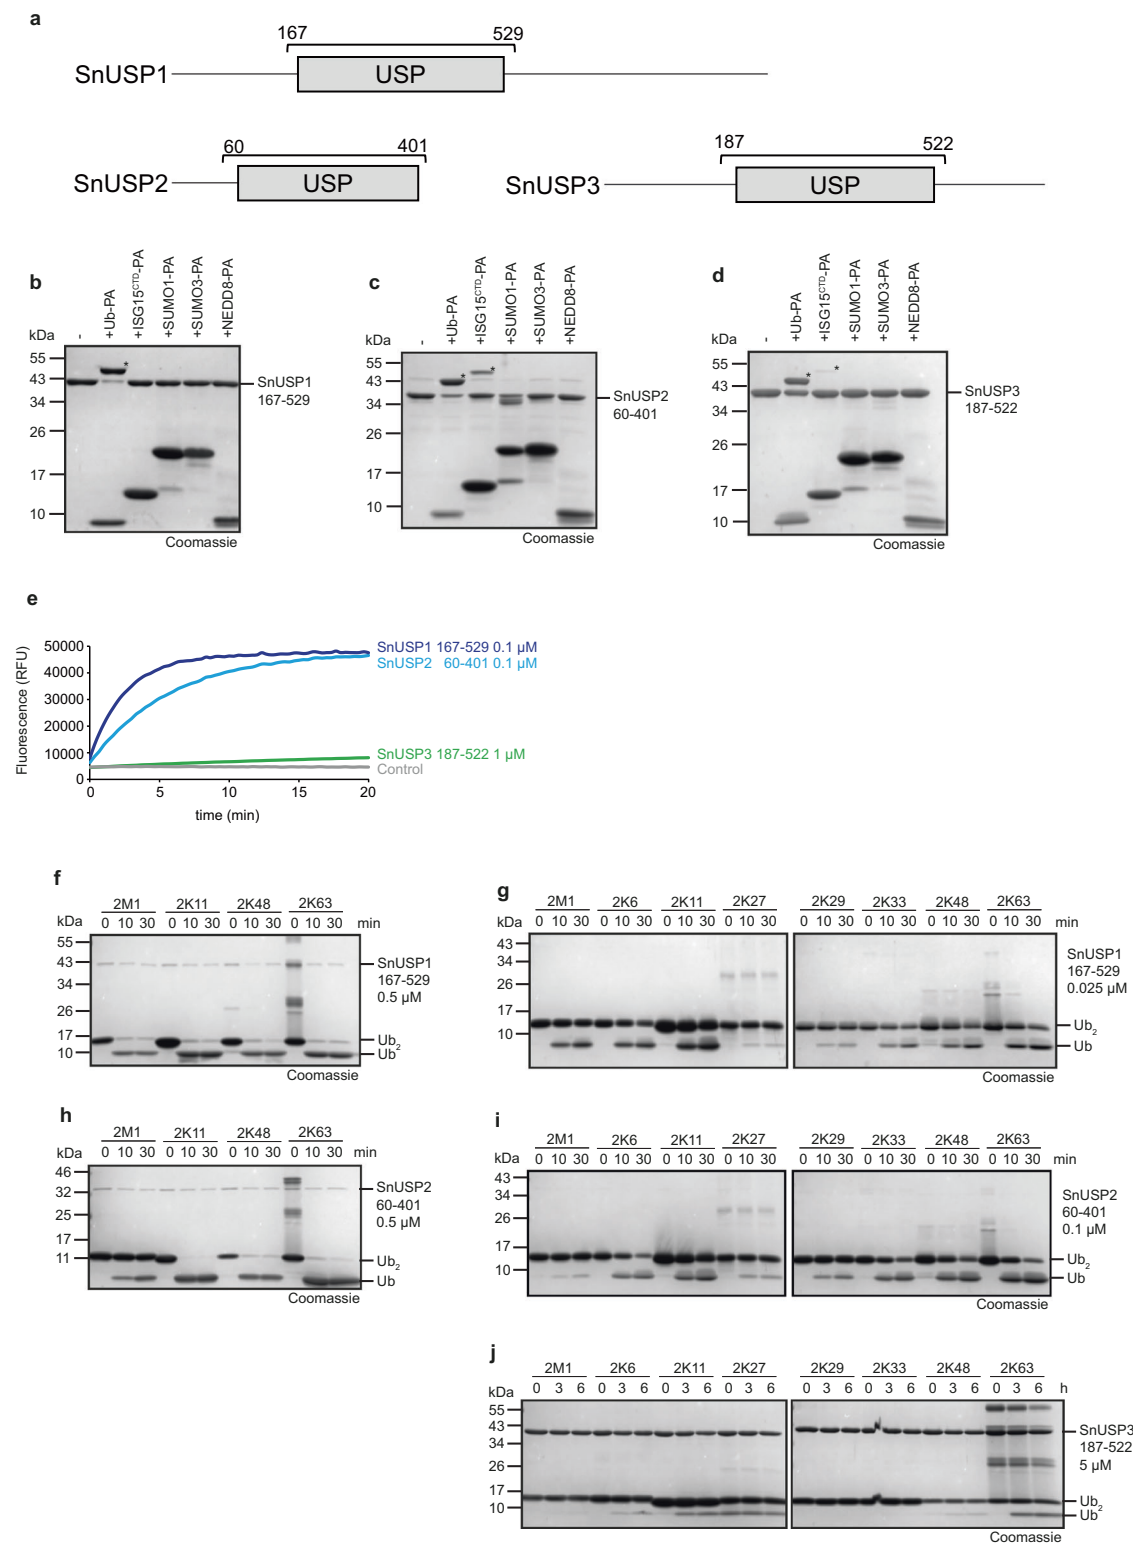 a
167 529
SnUSP1 USP
60 401 187 522
SnUSP2 USP SnUSP3 USP
b
kDa - +Ub-PA +ISG15CTD-PA +SUMO1-PA +SUMO3-PA +NEDD8-PA
55 *
43 SnUSP1
34 167-529
26
17
10
Coomassie
c
kDa - +Ub-PA +ISG15CTD-PA +SUMO1-PA +SUMO3-PA +NEDD8-PA
55 * *
43 SnUSP2
34 60-401
26
17
10
Coomassie
d
kDa - +Ub-PA +ISG15CTD-PA +SUMO1-PA +SUMO3-PA +NEDD8-PA
55 * *
43 SnUSP3
34 187-522
26
17
10
Coomassie
e
Fluorescence (RFU)
50000
40000
30000
20000
10000
0
0 5 10 15 20
time (min)
SnUSP1 167-529 0.1 µM
SnUSP2 60-401 0.1 µM
SnUSP3 187-522 1 µM
Control
f
2M1 2K11 2K48 2K63
kDa 0 10 30 0 10 30 0 10 30 0 10 30 min
55
43 SnUSP1
34 167-529
26 0.5 µM
17 Ub2
10 Ub
Coomassie
g
2M1 2K6 2K11 2K27 2K29 2K33 2K48 2K63
kDa 0 10 30 0 10 30 0 10 30 0 10 30 0 10 30 0 10 30 0 10 30 0 10 30 min
43 SnUSP1
34 167-529
26 0.025 µM
17 Ub2
10 Ub
Coomassie
h
2M1 2K11 2K48 2K63
kDa 0 10 30 0 10 30 0 10 30 0 10 30 min
46 SnUSP2
32 60-401
25 0.5 µM
17
11 Ub2
Ub
Coomassie
i
2M1 2K6 2K11 2K27 2K29 2K33 2K48 2K63
kDa 0 10 30 0 10 30 0 10 30 0 10 30 0 10 30 0 10 30 0 10 30 0 10 30 min
43 SnUSP2
34 60-401
26 0.1 µM
17 Ub2
10 Ub
Coomassie
j
2M1 2K6 2K11 2K27 2K29 2K33 2K48 2K63
kDa 0 3 6 0 3 6 0 3 6 0 3 6 0 3 6 0 3 6 0 3 6 0 3 6 h
55
43 SnUSP3
34 187-522
26 5 µM
17 Ub2
10 Ub
Coomassie